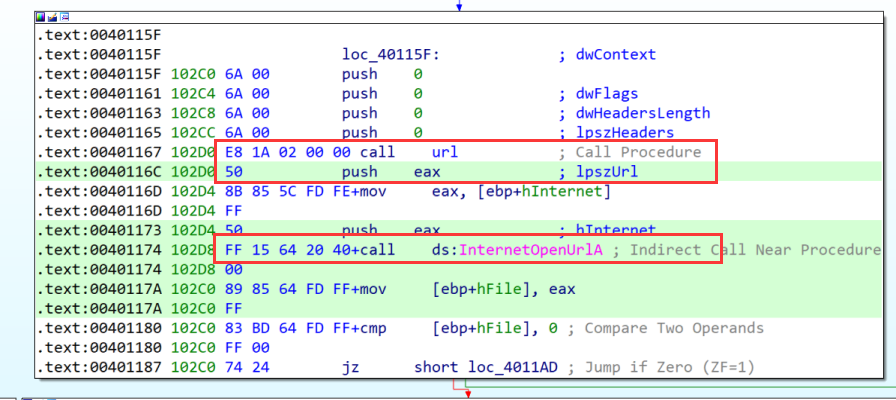 .text:0040115F
.text:0040115F loc_40115F: ; dwContext
.text:0040115F 102C0 6A 00 push 0
.text:00401161 102C4 6A 00 push 0 ; dwFlags
.text:00401163 102C8 6A 00 push 0 ; dwHeadersLength
.text:00401165 102CC 6A 00 push 0 ; lpszHeaders
.text:00401167 102D0 E8 1A 02 00 00 call url ; Call Procedure
.text:0040116C 102D0 50 push eax ; lpszUrl
.text:0040116D 102D4 8B 85 5C FD FE+mov eax, [ebp+hInternet]
.text:0040116D 102D4 FF
.text:00401173 102D4 50 push eax ; hInternet
.text:00401174 102D8 FF 15 64 20 40+call ds:InternetOpenUrlA ; Indirect Call Near Procedure
.text:00401174 102D8 00
.text:0040117A 102C0 89 85 64 FD FF+mov [ebp+hFile], eax
.text:0040117A 102C0 FF
.text:00401180 102C0 83 BD 64 FD FF+cmp [ebp+hFile], 0 ; Compare Two Operands
.text:00401180 102C0 FF 00
.text:00401187 102C0 74 24 jz short loc_4011AD ; Jump if Zero (ZF=1)